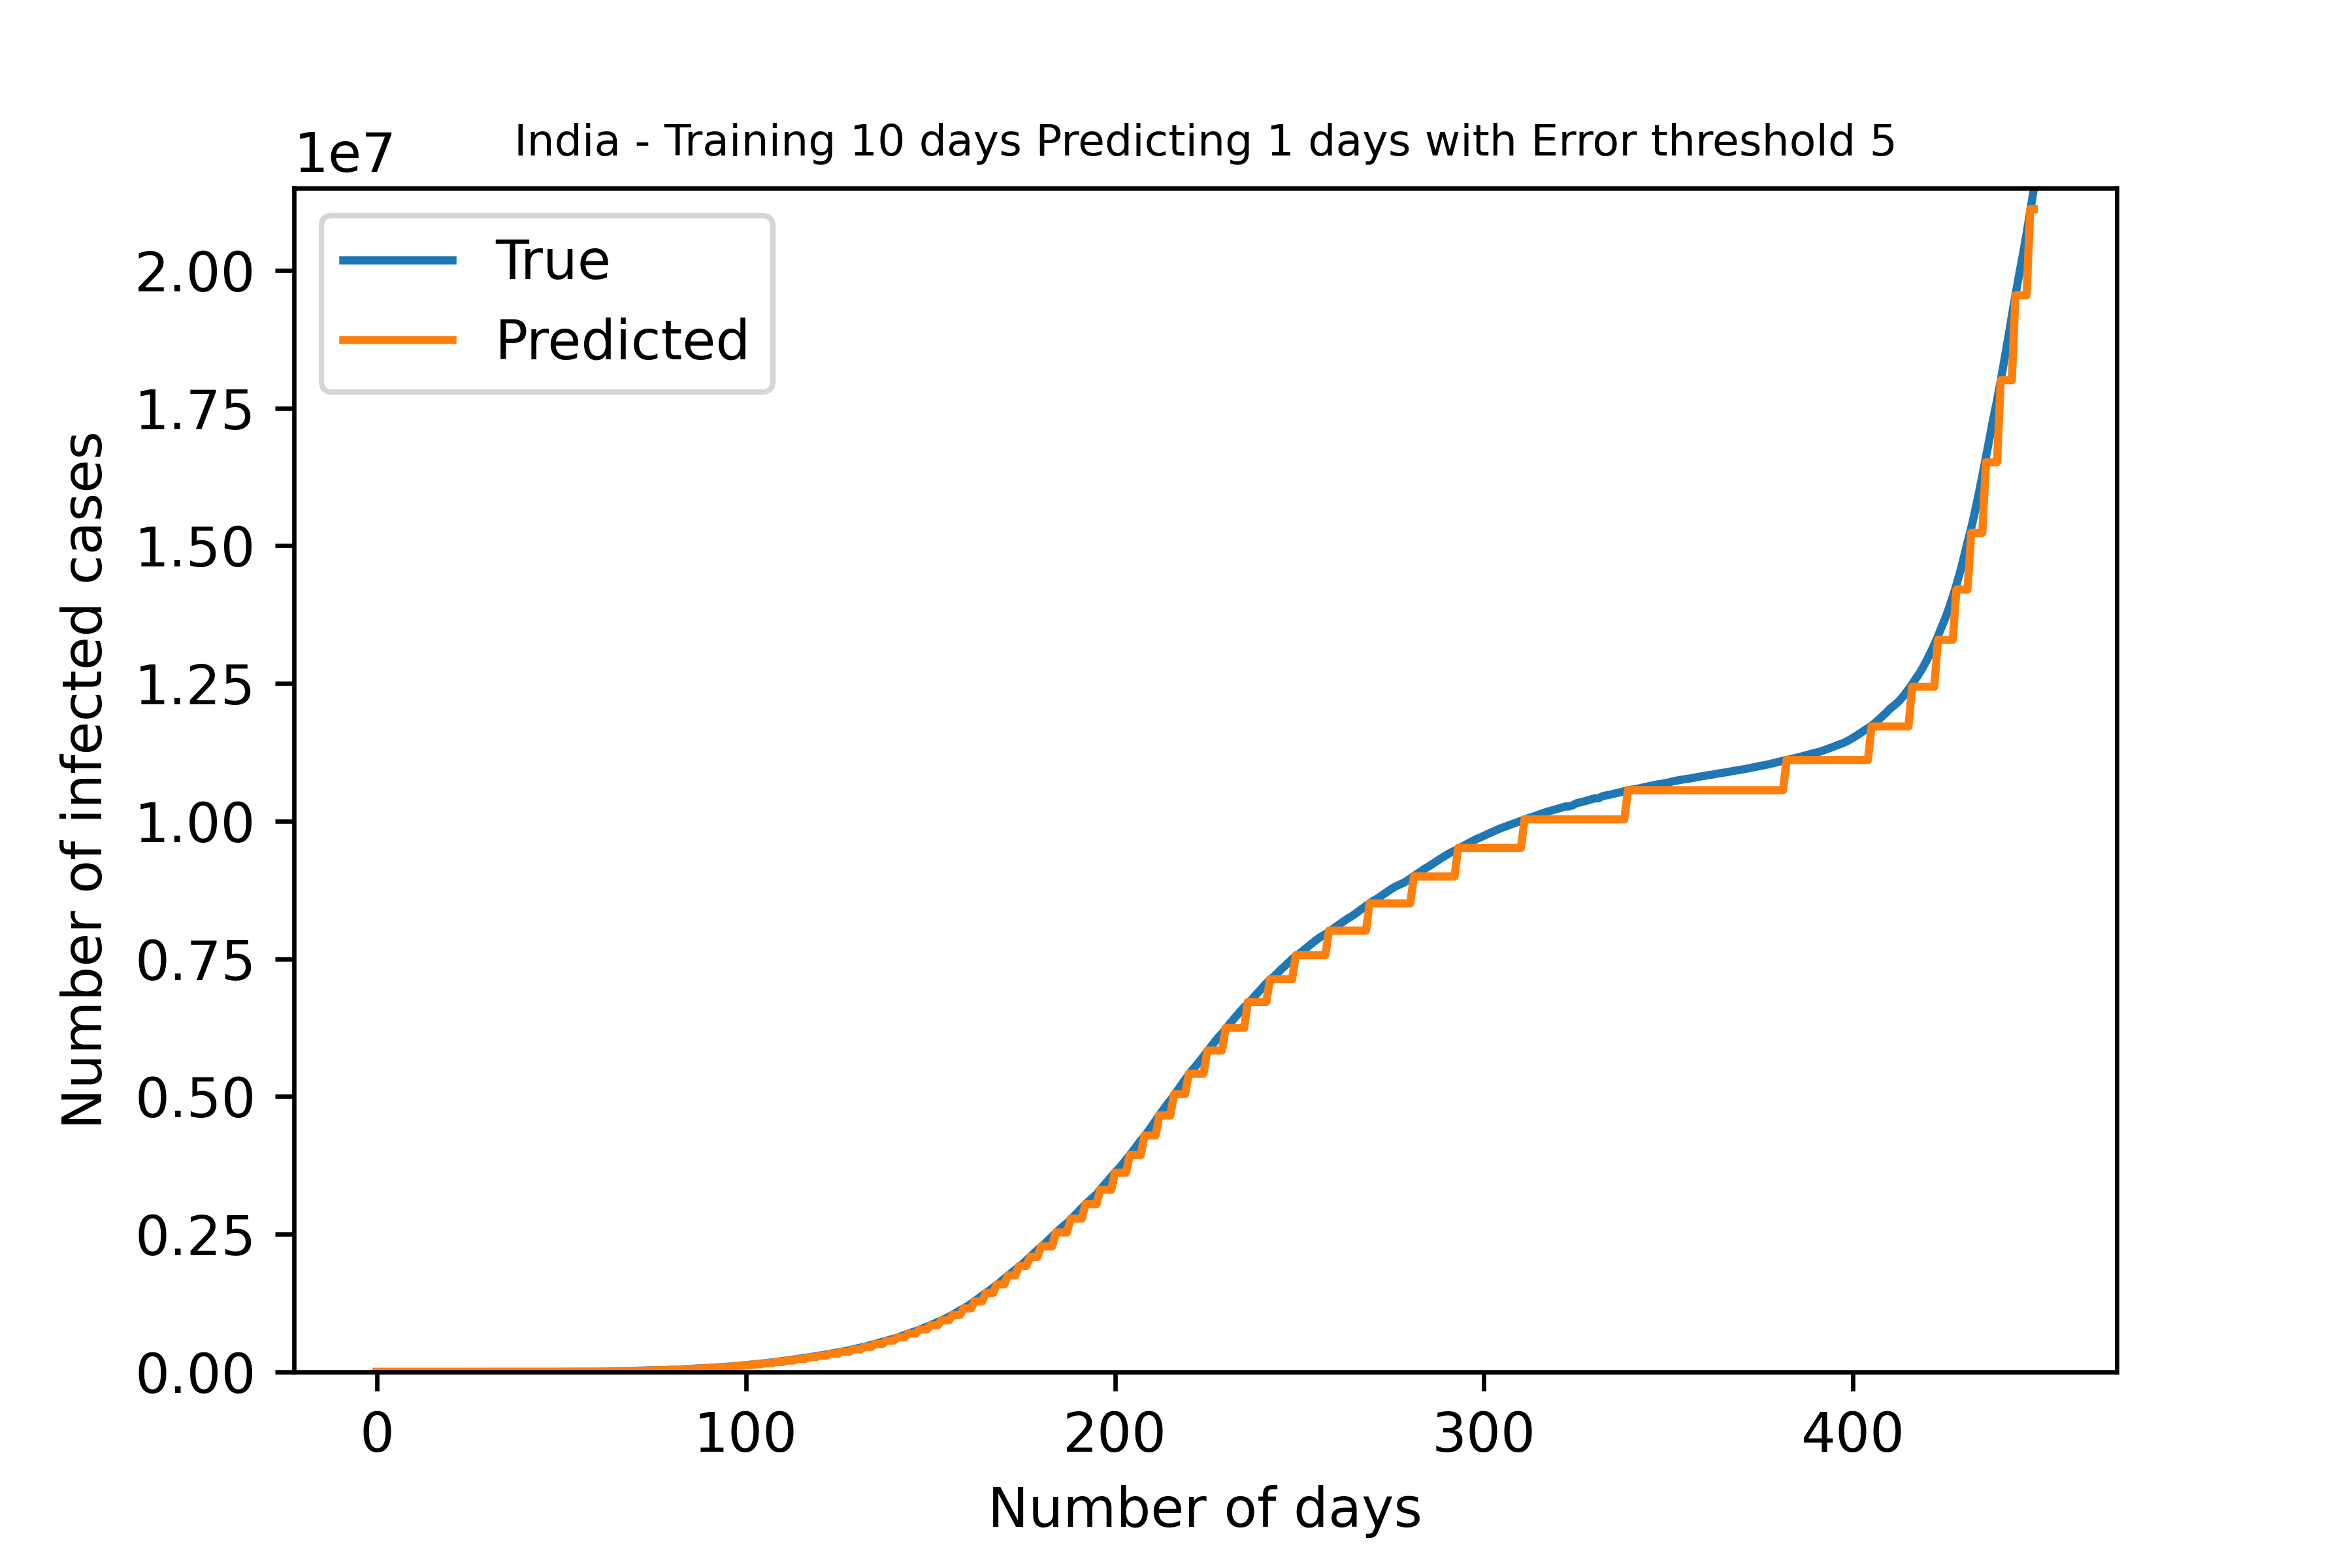 1e7
India - Training 10 days Predicting 1 days with Error threshold 5
True
Predicted
Number of infected cases
2.00
1.75
1.50
1.25
1.00
0.75
0.50
0.25
0.00
0 100 200 300 400
Number of days